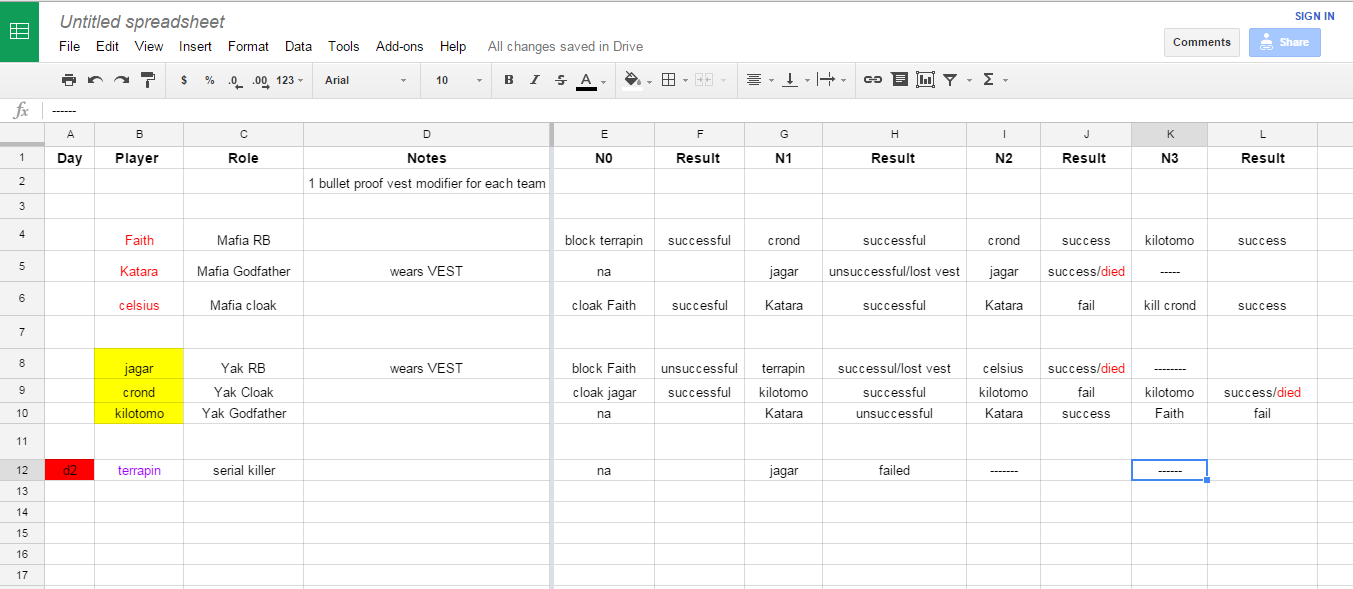 Untitled spreadsheet
SIGN IN
File Edit View Insert Format Data Tools Add-ons Help All changes saved in Drive
Comments Share
$ % .0 .00 123 Arial 10 B I S A Σ
fx ------
A B C D E F G H I J K L
1 Day Player Role Notes N0 Result N1 Result N2 Result N3 Result
2 1 bullet proof vest modifier for each team
3
4 Faith Mafia RB block terrapin successful crond successful crond success kilotomo success
5 Katara Mafia Godfather wears VEST na jagar unsuccessful/lost vest jagar success/died -----
6 celsius Mafia cloak cloak Faith succesful Katara successful Katara fail kill crond success
7
8 jagar Yak RB wears VEST block Faith unsuccessful terrapin successul/lost vest celsius success/died --------
9 crond Yak Cloak cloak jagar successful kilotomo successful kilotomo fail kilotomo success/died
10 kilotomo Yak Godfather na Katara unsuccessful Katara success Faith fail
11
12 d2 terrapin serial killer na jagar failed ------- ------
13
14
15
16
17